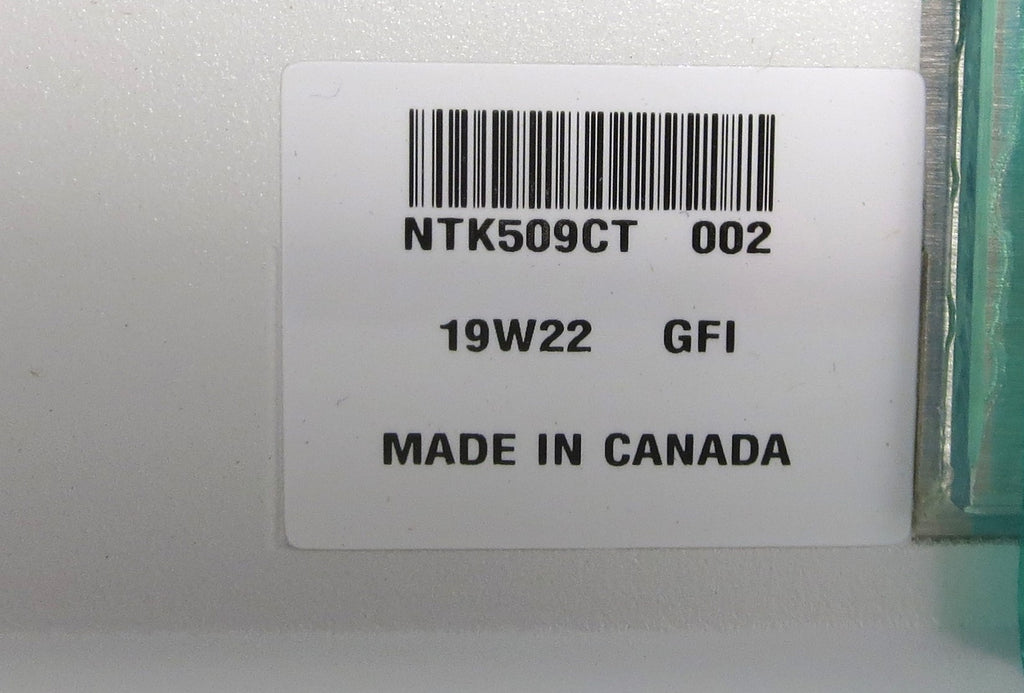 NTK509CT 002
19W22 GFI
MADE IN CANADA